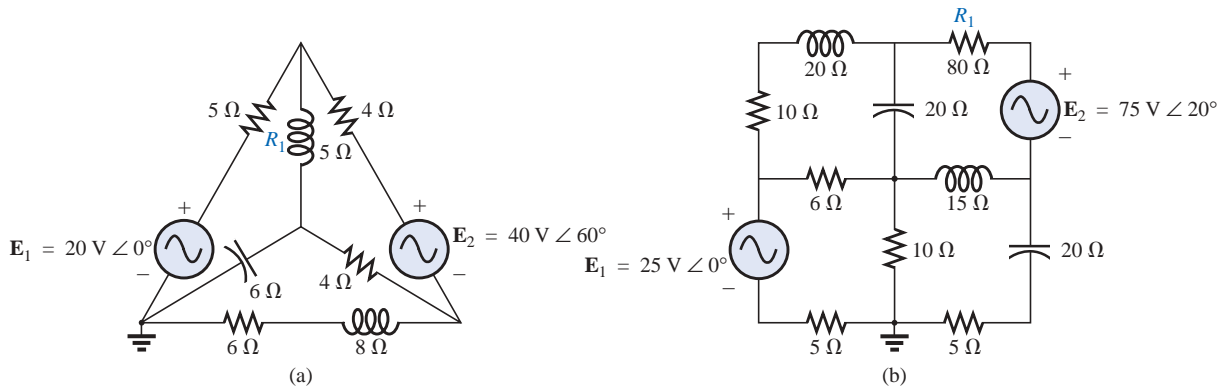 5 Ω
4 Ω
R1
5 Ω
+
+
E1 = 20 V ∠ 0°
E2 = 40 V ∠ 60°
−
−
6 Ω
4 Ω
6 Ω
8 Ω
(a)
R1
20 Ω
80 Ω
+
10 Ω
20 Ω
E2 = 75 V ∠ 20°
−
6 Ω
15 Ω
+
E1 = 25 V ∠ 0°
10 Ω
20 Ω
−
5 Ω
5 Ω
(b)